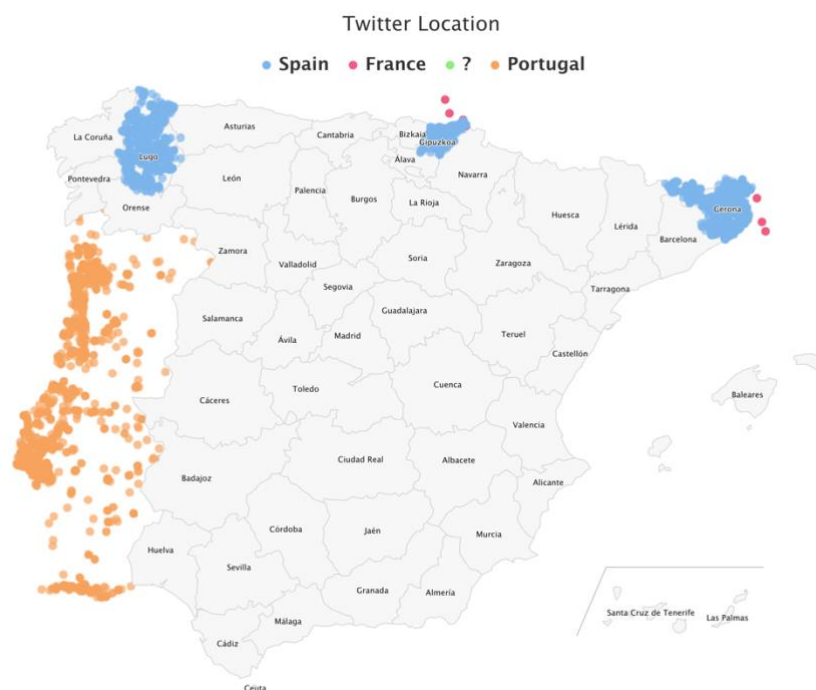 Twitter Location
Spain France ? Portugal
La Coruña
Lugo
Asturias
Cantabria
Bizkaia
Gipuzkoa
Álava
Navarra
Pontevedra
Orense
León
Palencia
Burgos
La Rioja
Huesca
Lérida
Gerona
Barcelona
Zamora
Valladolid
Soria
Zaragoza
Tarragona
Segovia
Salamanca
Ávila
Madrid
Guadalajara
Teruel
Castellón
Cáceres
Toledo
Cuenca
Baleares
Valencia
Badajoz
Ciudad Real
Albacete
Alicante
Huelva
Sevilla
Córdoba
Jaén
Murcia
Granada
Almería
Málaga
Cádiz
Ceuta
Santa Cruz de Tenerife
Las Palmas